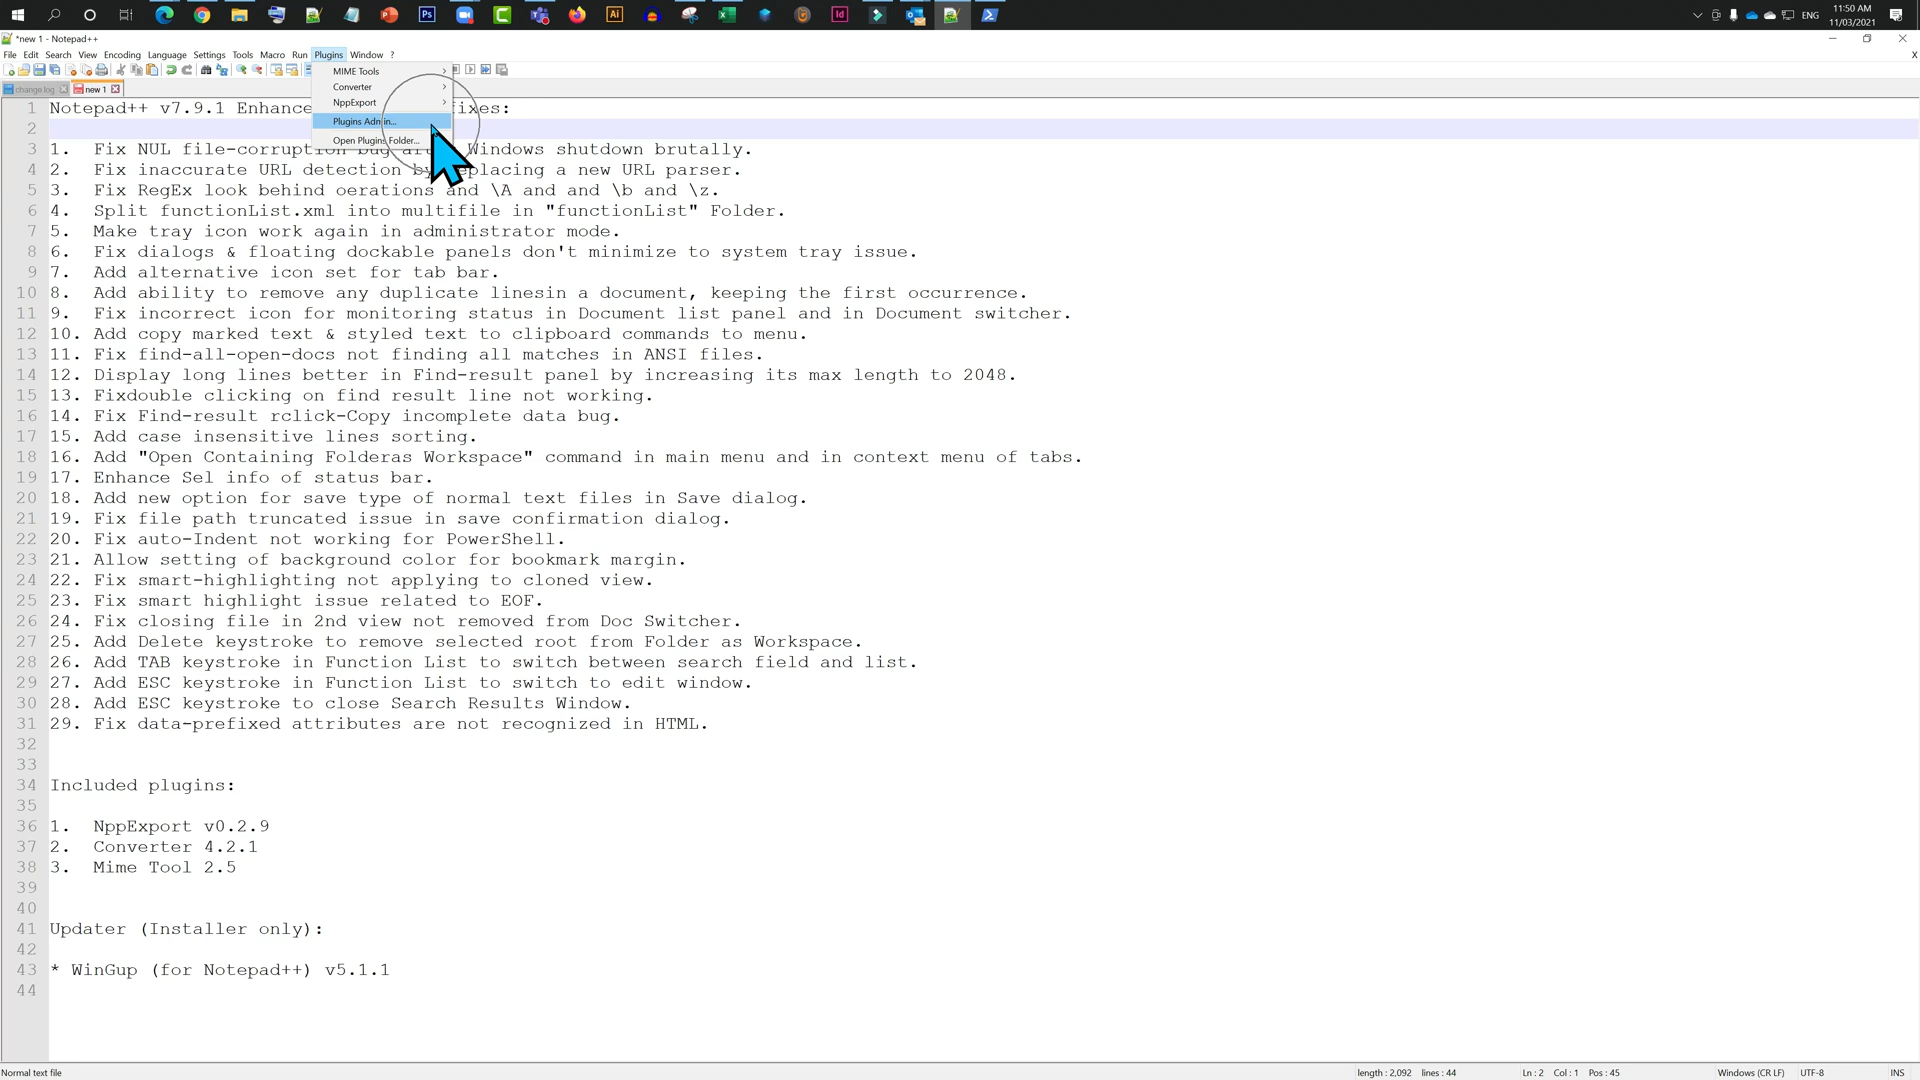 Ps
Ai
Id
ENG
11:50 AM
11/03/2021
*new 1 - Notepad++
File Edit Search View Encoding Language Settings Tools Macro Run Plugins Window ?
X
MIME Tools
Converter
NppExport
Plugins Admin...
Open Plugins Folder...
change.log
new 1
1 Notepad++ v7.9.1 Enhance ixes:
2
3 1. Fix NUL file-corruption bug after Windows shutdown brutally.
4 2. Fix inaccurate URL detection by replacing a new URL parser.
5 3. Fix RegEx look behind oerations and \A and and \b and \z.
6 4. Split functionList.xml into multifile in "functionList" Folder.
7 5. Make tray icon work again in administrator mode.
8 6. Fix dialogs & floating dockable panels don't minimize to system tray issue.
9 7. Add alternative icon set for tab bar.
10 8. Add ability to remove any duplicate linesin a document, keeping the first occurrence.
11 9. Fix incorrect icon for monitoring status in Document list panel and in Document switcher.
12 10. Add copy marked text & styled text to clipboard commands to menu.
13 11. Fix find-all-open-docs not finding all matches in ANSI files.
14 12. Display long lines better in Find-result panel by increasing its max length to 2048.
15 13. Fixdouble clicking on find result line not working.
16 14. Fix Find-result rclick-Copy incomplete data bug.
17 15. Add case insensitive lines sorting.
18 16. Add "Open Containing Folderas Workspace" command in main menu and in context menu of tabs.
19 17. Enhance Sel info of status bar.
20 18. Add new option for save type of normal text files in Save dialog.
21 19. Fix file path truncated issue in save confirmation dialog.
22 20. Fix auto-Indent not working for PowerShell.
23 21. Allow setting of background color for bookmark margin.
24 22. Fix smart-highlighting not applying to cloned view.
25 23. Fix smart highlight issue related to EOF.
26 24. Fix closing file in 2nd view not removed from Doc Switcher.
27 25. Add Delete keystroke to remove selected root from Folder as Workspace.
28 26. Add TAB keystroke in Function List to switch between search field and list.
29 27. Add ESC keystroke in Function List to switch to edit window.
30 28. Add ESC keystroke to close Search Results Window.
31 29. Fix data-prefixed attributes are not recognized in HTML.
32
33
34 Included plugins:
35
36 1. NppExport v0.2.9
37 2. Converter 4.2.1
38 3. Mime Tool 2.5
39
40
41 Updater (Installer only):
42
43 * WinGup (for Notepad++) v5.1.1
44
Normal text file length : 2,092 lines : 44 Ln : 2 Col : 1 Pos : 45 Windows (CR LF) UTF-8 INS